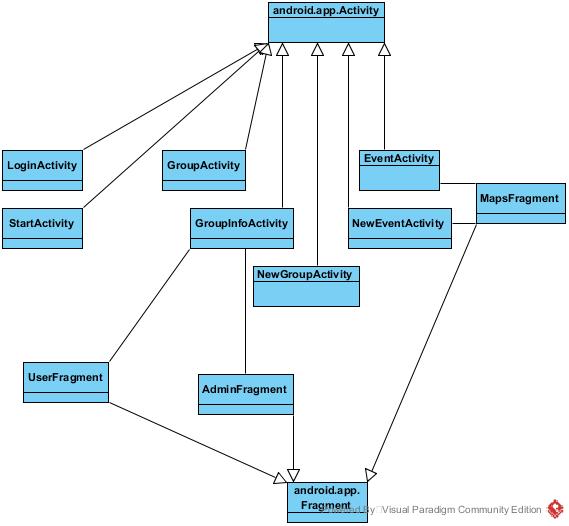 android.app.Activity
LoginActivity
GroupActivity
EventActivity
MapsFragment
StartActivity
GroupInfoActivity
NewEventActivity
NewGroupActivity
UserFragment
AdminFragment
android.app.
Fragment
By
Visual Paradigm Community Edition